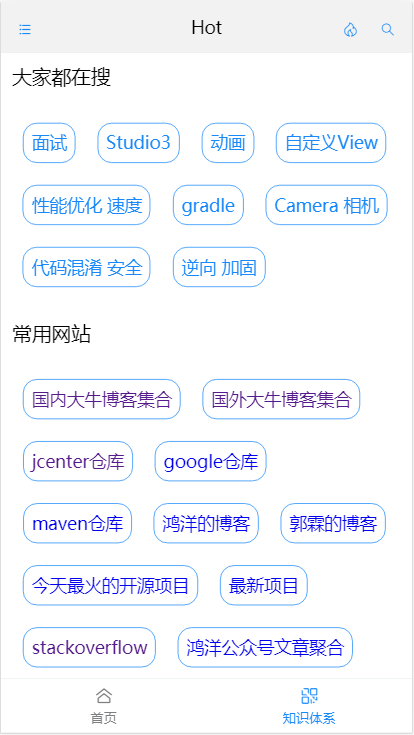 Hot
大家都在搜
面试 Studio3 动画 自定义View
性能优化 速度 gradle Camera 相机
代码混淆 安全 逆向 加固
常用网站
国内大牛博客集合 国外大牛博客集合
jcenter仓库 google仓库
maven仓库 鸿洋的博客 郭霖的博客
今天最火的开源项目 最新项目
stackoverflow 鸿洋公众号文章聚合
首页 知识体系